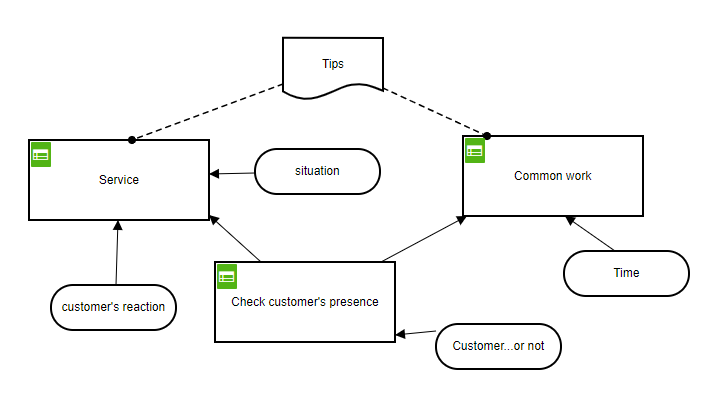 Tips
Service
situation
Common work
customer's reaction
Check customer's presence
Time
Customer...or not